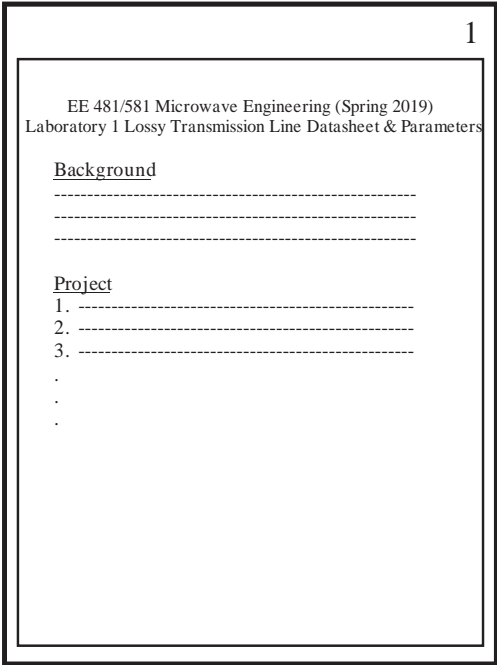 1
EE 481/581 Microwave Engineering (Spring 2019)
Laboratory 1 Lossy Transmission Line Datasheet & Parameters
Background
-------------------------------------------------------
-------------------------------------------------------
-------------------------------------------------------
Project
1. ---------------------------------------------------
2. ---------------------------------------------------
3. ---------------------------------------------------
.
.
.